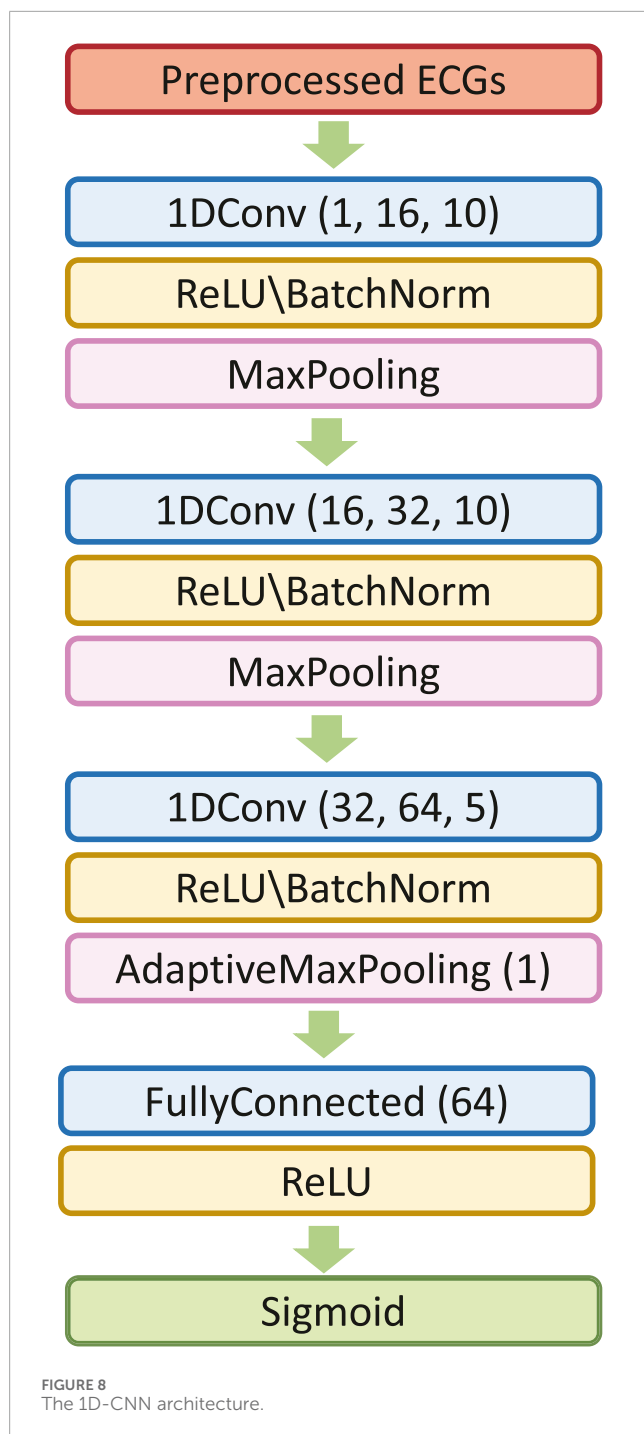 Preprocessed ECGs
1DConv (1, 16, 10)
ReLU\BatchNorm
MaxPooling
1DConv (16, 32, 10)
ReLU\BatchNorm
MaxPooling
1DConv (32, 64, 5)
ReLU\BatchNorm
AdaptiveMaxPooling (1)
FullyConnected (64)
ReLU
Sigmoid
FIGURE 8
The 1D-CNN architecture.